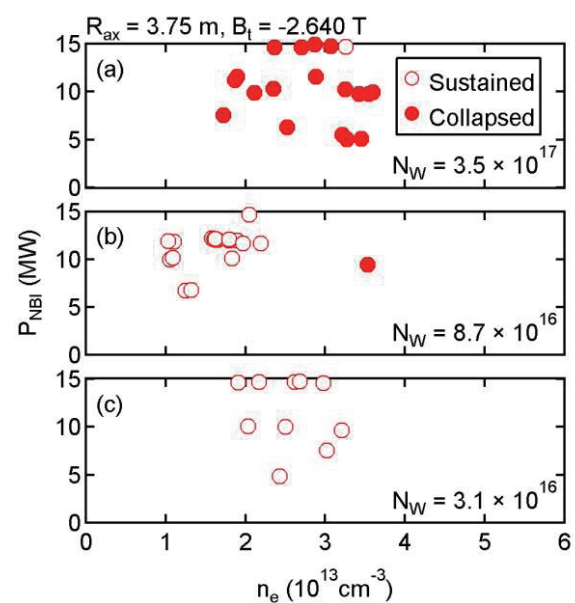 R_ax = 3.75 m, B_t = -2.640 T
15
(a)
10
5
0
○ Sustained
● Collapsed
N_W = 3.5 × 10^17
15
(b)
10
5
0
N_W = 8.7 × 10^16
P_NBI (MW)
15
(c)
10
5
0
N_W = 3.1 × 10^16
0 1 2 3 4 5 6
n_e (10^13 cm^-3)